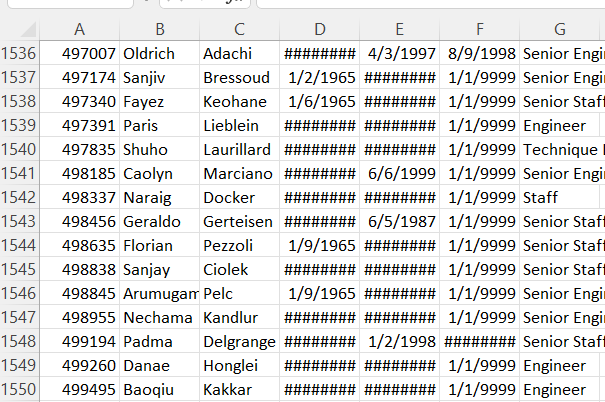 A B C D E F G
1536 497007 Oldrich Adachi ######## 4/3/1997 8/9/1998 Senior Engi
1537 497174 Sanjiv Bressoud 1/2/1965 ######## 1/1/9999 Senior Engi
1538 497340 Fayez Keohane 1/6/1965 ######## 1/1/9999 Senior Staf
1539 497391 Paris Lieblein ######## ######## 1/1/9999 Engineer
1540 497835 Shuho Laurillard ######## ######## 1/1/9999 Technique
1541 498185 Caolyn Marciano ######## 6/6/1999 1/1/9999 Senior Engi
1542 498337 Naraig Docker ######## ######## 1/1/9999 Staff
1543 498456 Geraldo Gerteisen ######## 6/5/1987 1/1/9999 Senior Staf
1544 498635 Florian Pezzoli 1/9/1965 ######## 1/1/9999 Senior Staf
1545 498838 Sanjay Ciolek ######## ######## 1/1/9999 Senior Staf
1546 498845 Arumugam Pelc 1/9/1965 ######## 1/1/9999 Senior Engi
1547 498955 Nechama Kandlur ######## ######## 1/1/9999 Senior Engi
1548 499194 Padma Delgrange ######## 1/2/1998 ######## Senior Staf
1549 499260 Danae Honglei ######## ######## 1/1/9999 Engineer
1550 499495 Baoqiu Kakkar ######## ######## 1/1/9999 Engineer